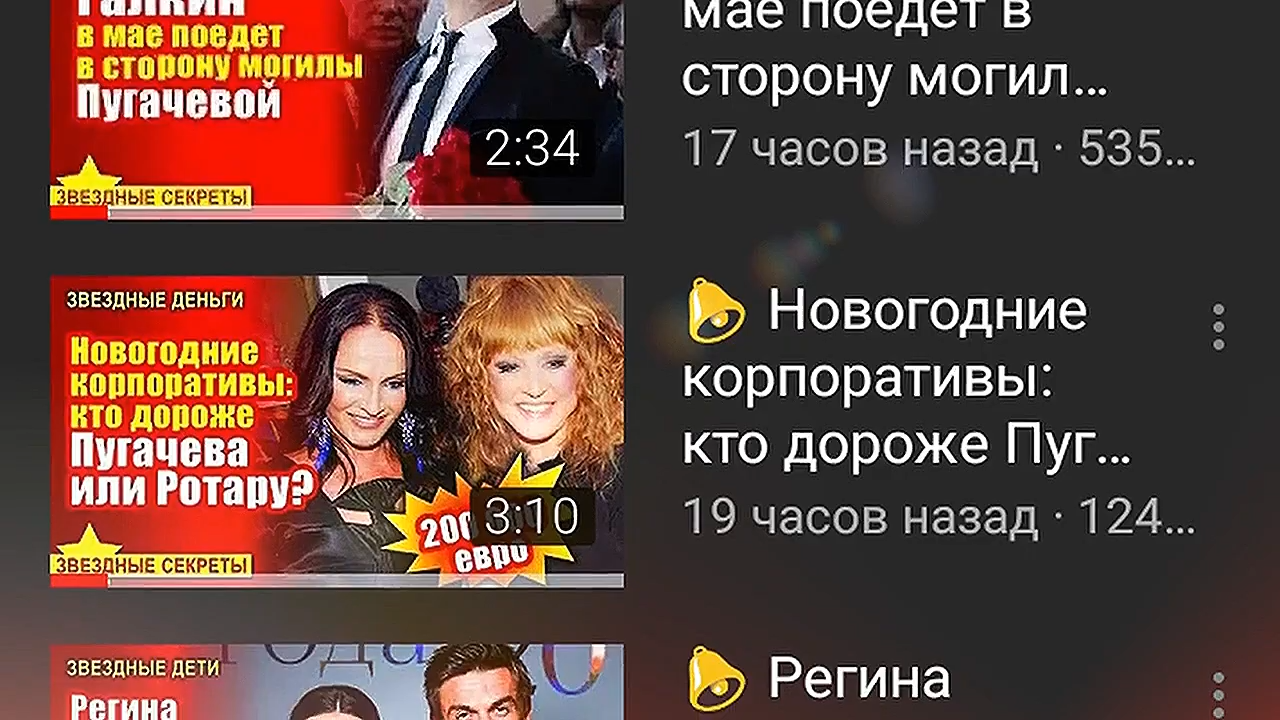 ГАЛКИН
в мае поедет
в сторону могилы
Пугачевой
2:34
ЗВЕЗДНЫЕ СЕКРЕТЫ
мае поедет в
сторону могил...
17 часов назад · 535...
ЗВЕЗДНЫЕ ДЕНЬГИ
Новогодние
корпоративы:
кто дороже
Пугачева
или Ротару?
200
3:10
евро
ЗВЕЗДНЫЕ СЕКРЕТЫ
Новогодние
корпоративы:
кто дороже Пуг...
19 часов назад · 124...
ЗВЕЗДНЫЕ ДЕТИ
Регина
Регина